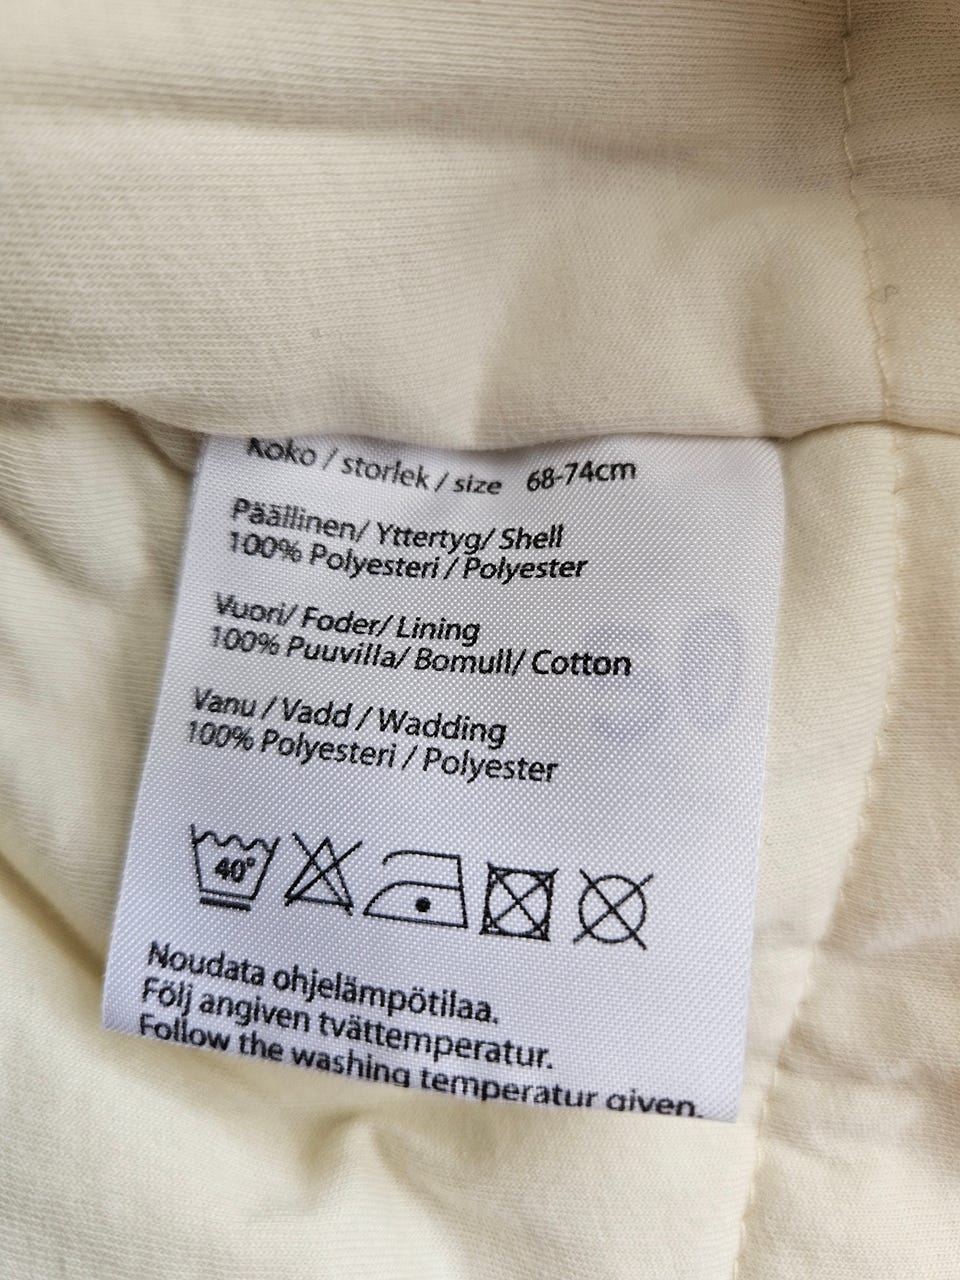 Koko / storlek / size 68-74cm
Päällinen/ Yttertyg/ Shell
100% Polyesteri / Polyester
Vuori/ Foder/ Lining
100% Puuvilla/ Bomull/ Cotton
Vanu / Vadd / Wadding
100% Polyesteri / Polyester
40°
Noudata ohjelämpötilaa.
Följ angiven tvättemperatur.
Follow the washing temperatur given.